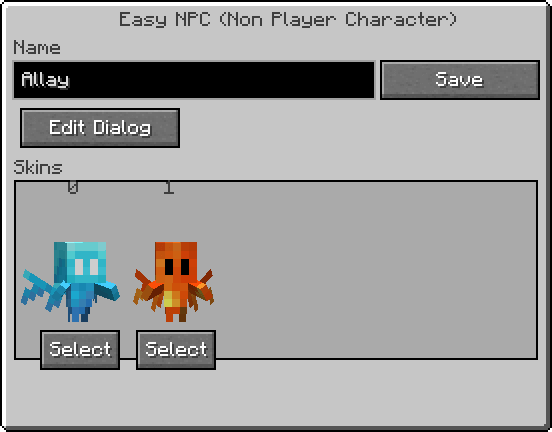 Easy NPC (Non Player Character)
Name
Allay
Save
Edit Dialog
Skins
0 1
Select Select